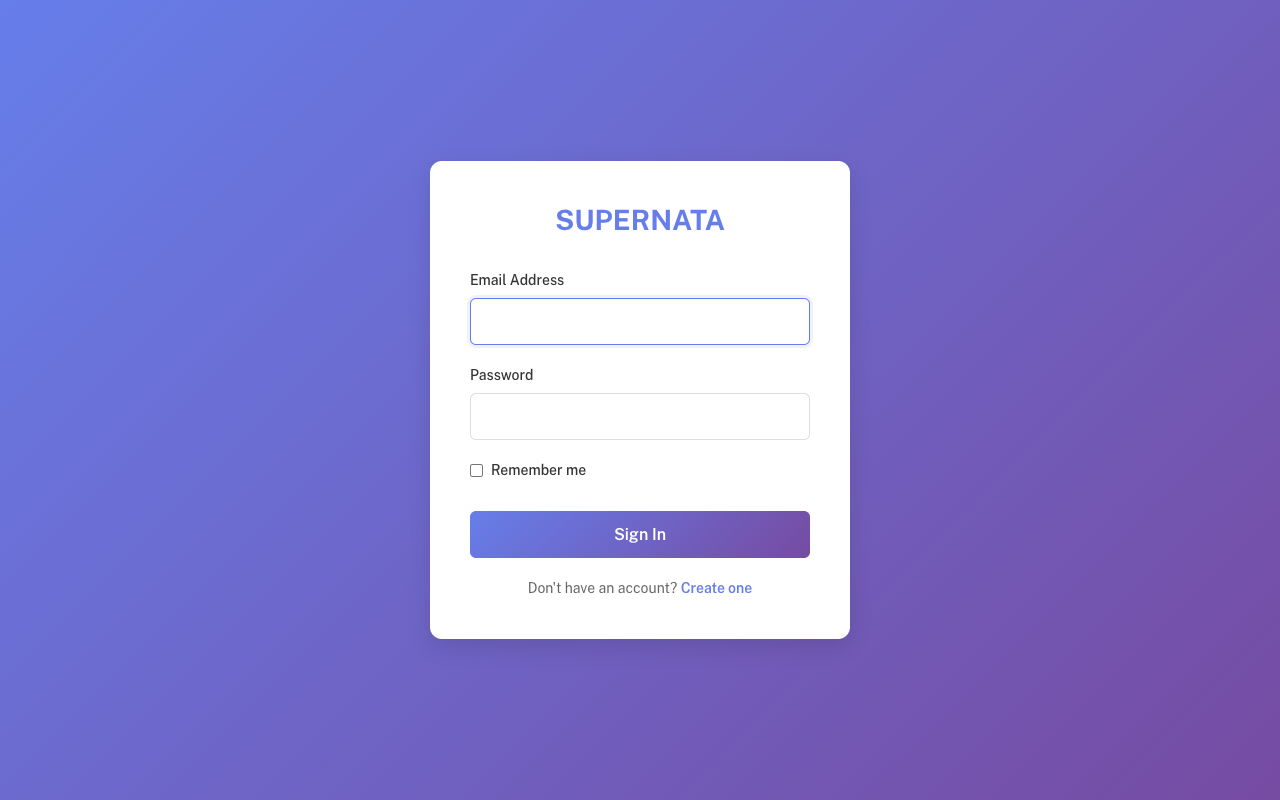 SUPERNATA
Email Address
Password
Remember me
Sign In
Don't have an account? Create one